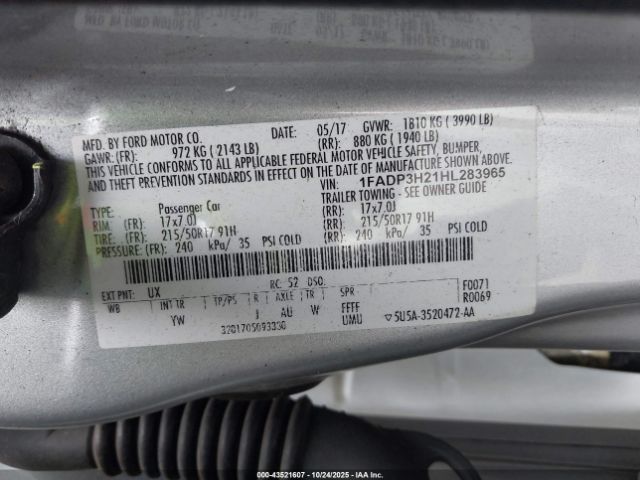 MFD. BY FORD MOTOR CO. DATE: 05/17 GVWR: 1810 KG ( 3990 LB)
GAWR: (FR): 972 KG ( 2143 LB) (RR): 880 KG ( 1940 LB)
THIS VEHICLE CONFORMS TO ALL APPLICABLE FEDERAL MOTOR VEHICLE SAFETY, BUMPER,
AND THEFT PREVENTION STANDARDS IN EFFECT ON THE DATE OF MANUFACTURE SHOWN ABOVE.
VIN: 1FADP3H21HL283965
TYPE: Passenger Car TRAILER TOWING - SEE OWNER GUIDE
RIM: (FR): 17x7.0J (RR): 17x7.0J
TIRE: (FR): 215/50R17 91H (RR): 215/50R17 91H
PRESSURE: (FR): 240 kPa/ 35 PSI COLD (RR): 240 kPa/ 35 PSI COLD
EXT PNT: UX RC: 52 DSO: F0071
WB INT TR TP/PS R AXLE TR SPR R0069
YW J AU W FFFF
UMU
3201705093330 ▽5U5A-3520472-AA
000-43521607 - 10/24/2025 - ©IAA, Inc.